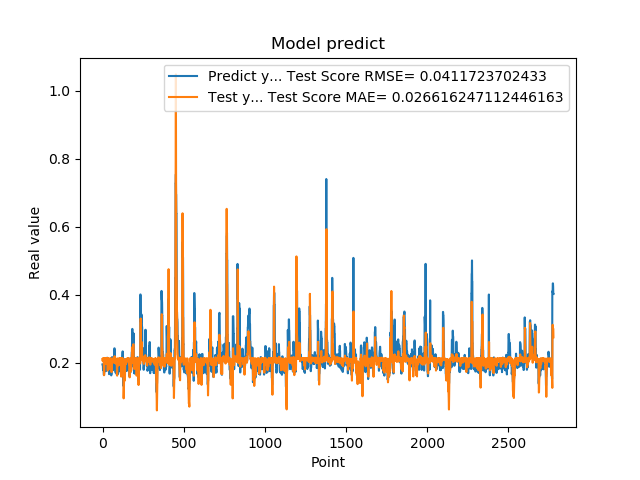 Model predict
Predict y... Test Score RMSE= 0.0411723702433
Test y... Test Score MAE= 0.026616247112446163
1.0
0.8
0.6
0.4
0.2
Real value
0 500 1000 1500 2000 2500
Point